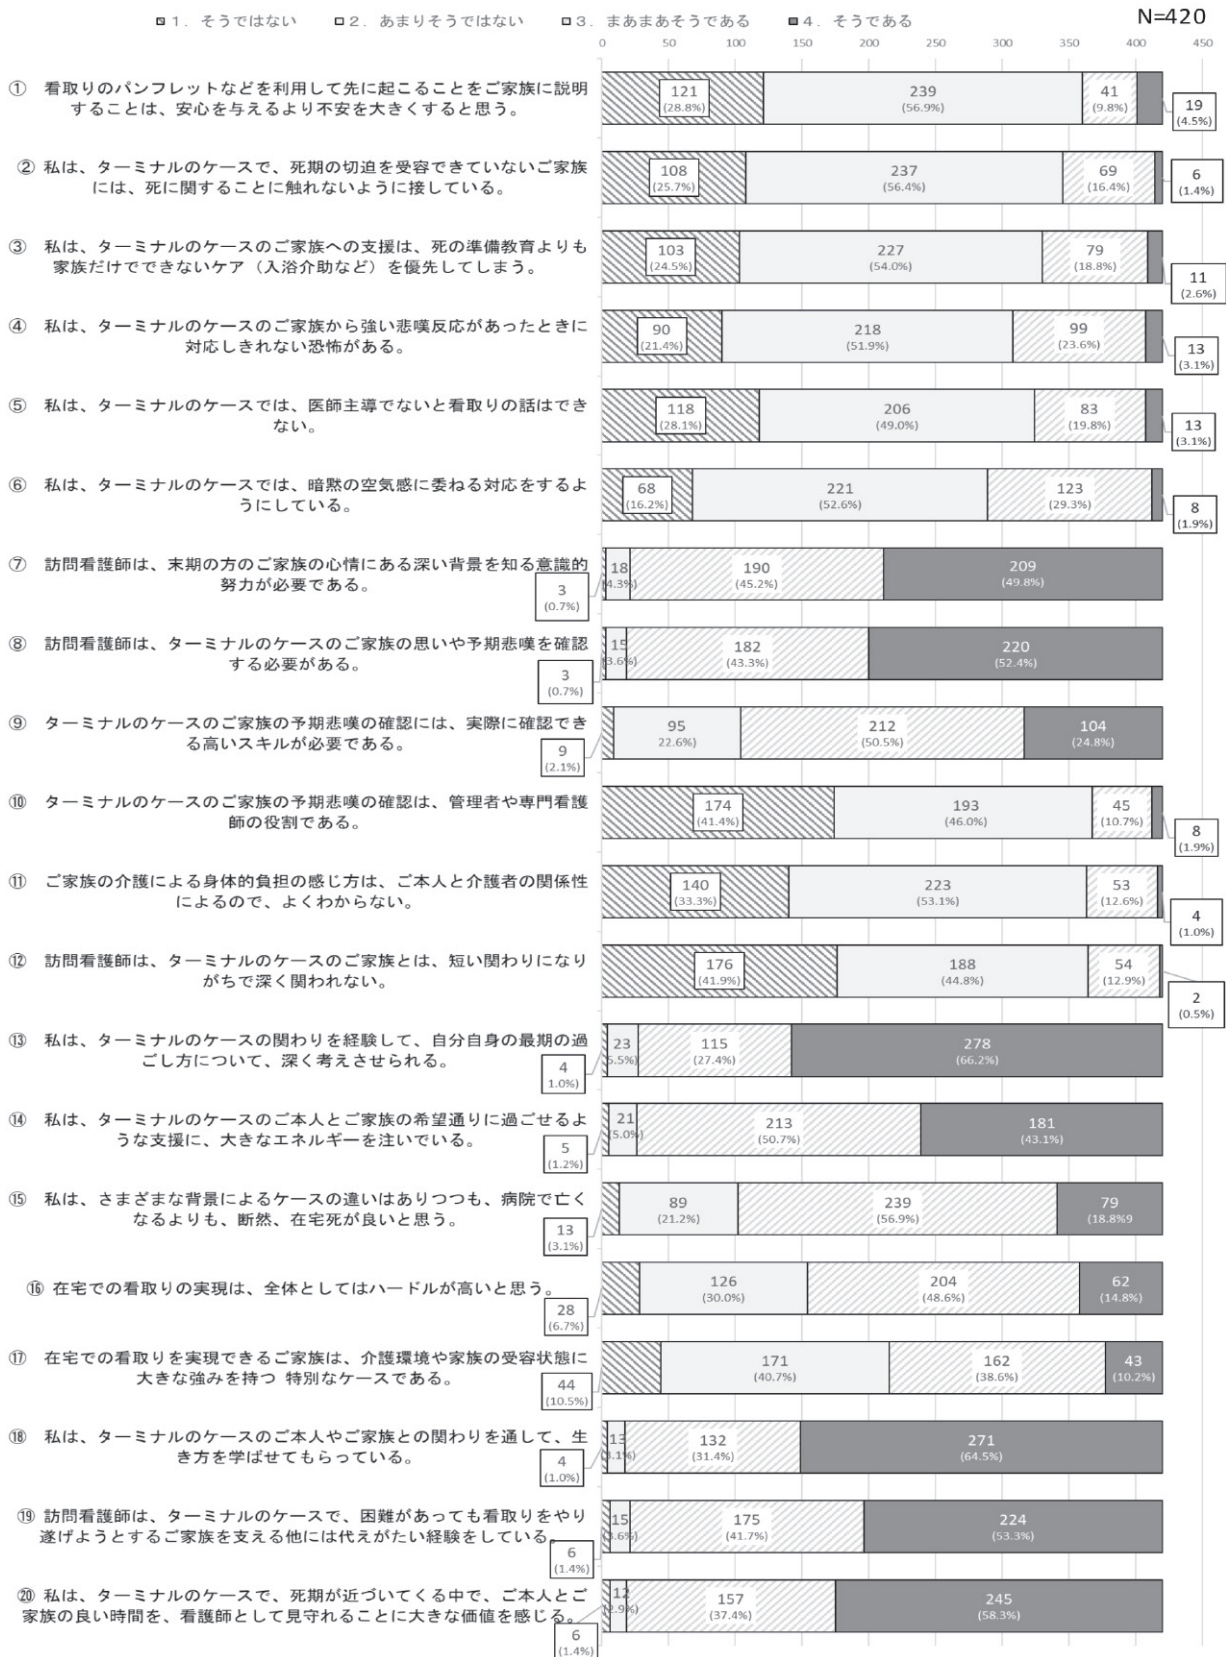 1. そうではない 2. あまりそうではない 3. まあまあそうである 4. そうである
N=420
0 50 100 150 200 250 300 350 400 450
① 看取りのパンフレットなどを利用して先に起こることをご家族に説明
することは、安心を与えるより不安を大きくすると思う。
121 239 41 19
(28.8%) (56.9%) (9.8%) (4.5%)
② 私は、ターミナルのケースで、死期の切迫を受容できていないご家族
には、死に関することに触れないように接している。
108 237 69 6
(25.7%) (56.4%) (16.4%) (1.4%)
③ 私は、ターミナルのケースのご家族への支援は、死の準備教育よりも
家族だけでできないケア（入浴介助など）を優先してしまう。
103 227 79 11
(24.5%) (54.0%) (18.8%) (2.6%)
④ 私は、ターミナルのケースのご家族から強い悲嘆反応があったときに
対応しきれない恐怖がある。
90 218 99 13
(21.4%) (51.9%) (23.6%) (3.1%)
⑤ 私は、ターミナルのケースでは、医師主導でないと看取りの話はでき
ない。
118 206 83 13
(28.1%) (49.0%) (19.8%) (3.1%)
⑥ 私は、ターミナルのケースでは、暗黙の空気感に委ねる対応をするよ
うにしている。
68 221 123 8
(16.2%) (52.6%) (29.3%) (1.9%)
⑦ 訪問看護師は、末期の方のご家族の心情にある深い背景を知る意識的
努力が必要である。
3 18 190 209
(0.7%) (4.3%) (45.2%) (49.8%)
⑧ 訪問看護師は、ターミナルのケースのご家族の思いや予期悲嘆を確認
する必要がある。
3 15 182 220
(0.7%) (3.6%) (43.3%) (52.4%)
⑨ ターミナルのケースのご家族の予期悲嘆の確認には、実際に確認でき
る高いスキルが必要である。
9 95 212 104
(2.1%) 22.6%) (50.5%) (24.8%)
⑩ ターミナルのケースのご家族の予期悲嘆の確認は、管理者や専門看護
師の役割である。
174 193 45 8
(41.4%) (46.0%) (10.7%) (1.9%)
⑪ ご家族の介護による身体的負担の感じ方は、ご本人と介護者の関係性
によるので、よくわからない。
140 223 53 4
(33.3%) (53.1%) (12.6%) (1.0%)
⑫ 訪問看護師は、ターミナルのケースのご家族とは、短い関わりになり
がちで深く関われない。
176 188 54 2
(41.9%) (44.8%) (12.9%) (0.5%)
⑬ 私は、ターミナルのケースの関わりを経験して、自分自身の最期の過
ごし方について、深く考えさせられる。
4 23 115 278
1.0%) 5.5%) (27.4%) (66.2%)
⑭ 私は、ターミナルのケースのご本人とご家族の希望通りに過ごせるよ
うな支援に、大きなエネルギーを注いでいる。
5 21 213 181
(1.2%) (5.0%) (50.7%) (43.1%)
⑮ 私は、さまざまな背景によるケースの違いはありつつも、病院で亡く
なるよりも、断然、在宅死が良いと思う。
13 89 239 79
(3.1%) (21.2%) (56.9%) (18.8%9
⑯ 在宅での看取りの実現は、全体としてはハードルが高いと思う。
28 126 204 62
(6.7%) (30.0%) (48.6%) (14.8%)
⑰ 在宅での看取りを実現できるご家族は、介護環境や家族の受容状態に
大きな強みを持つ 特別なケースである。
44 171 162 43
(10.5%) (40.7%) (38.6%) (10.2%)
⑱ 私は、ターミナルのケースのご本人やご家族との関わりを通して、生
き方を学ばせてもらっている。
4 13 132 271
(1.0%) 3.1%) (31.4%) (64.5%)
⑲ 訪問看護師は、ターミナルのケースで、困難があっても看取りをやり
遂げようとするご家族を支える他には代えがたい経験をしている。
6 15 175 224
(1.4%) 3.6%) (41.7%) (53.3%)
⑳ 私は、ターミナルのケースで、死期が近づいてくる中で、ご本人とご
家族の良い時間を、看護師として見守れることに大きな価値を感じる。
6 12 157 245
(1.4%) (2.9%) (37.4%) (58.3%)